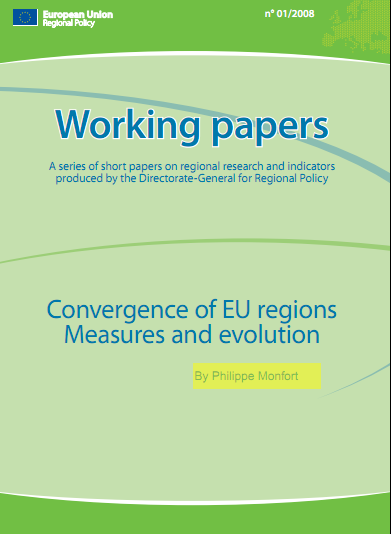 European Union
Regional Policy
n° 01/2008
Working papers
A series of short papers on regional research and indicators
produced by the Directorate-General for Regional Policy
Convergence of EU regions
Measures and evolution
By Philippe Monfort